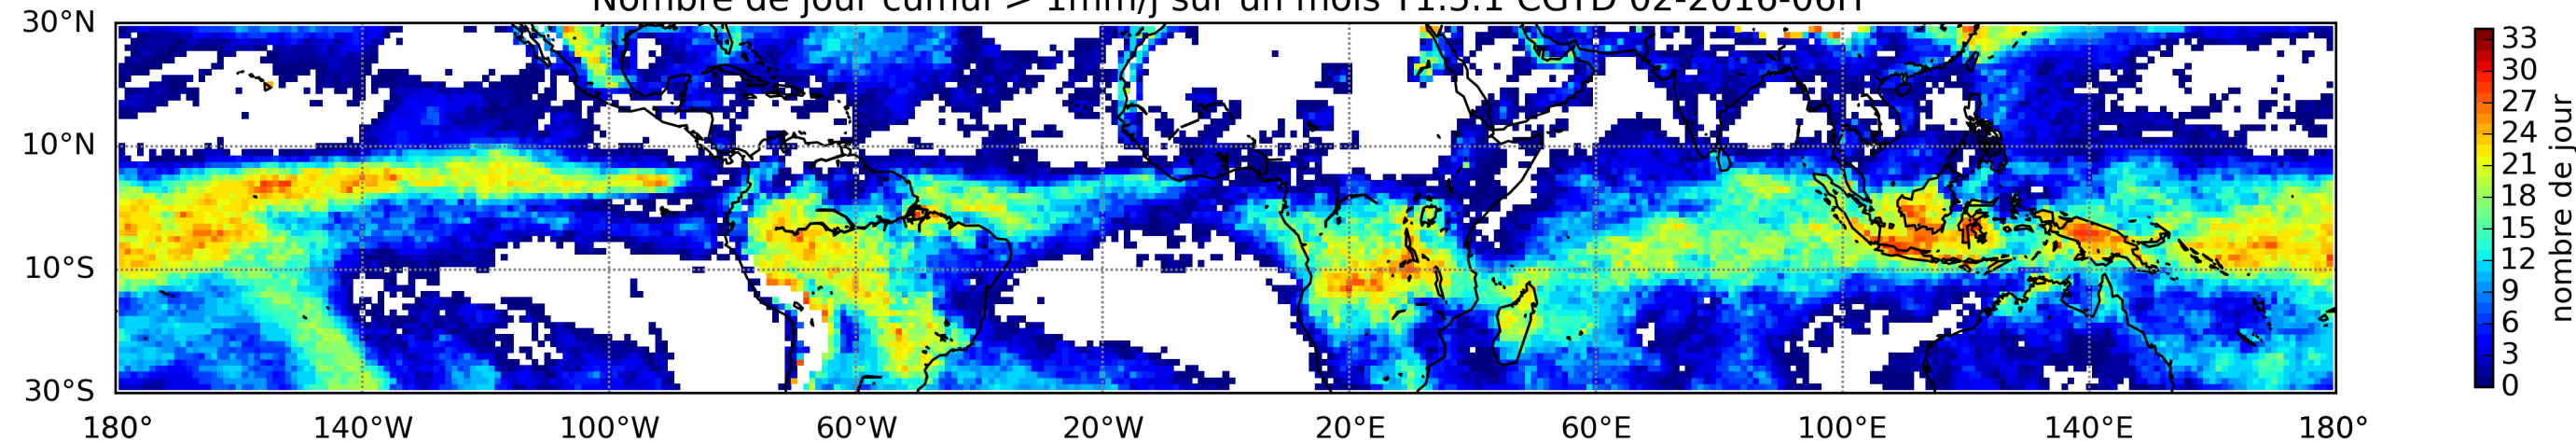 Nombre de jour cumul > 1mm/j sur un mois T1.5.1 CGTD 02-2016-06H
30°N
10°N
10°S
30°S
180° 140°W 100°W 60°W 20°W 20°E 60°E 100°E 140°E 180°
33
30
27
24
21
18
15
12
9
6
3
0
nombre de jour